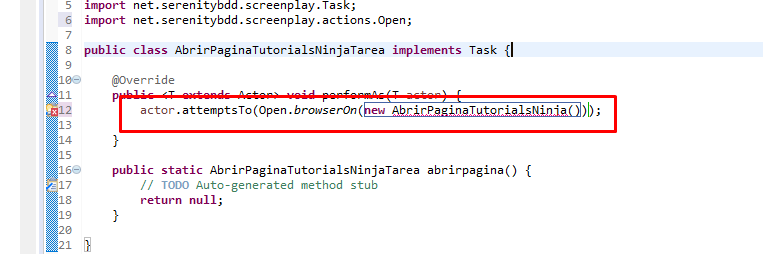 5 import net.serenitybdd.screenplay.Task;
6 import net.serenitybdd.screenplay.actions.Open;
7
8 public class AbrirPaginaTutorialsNinjaTarea implements Task {
9
10 @Override
11 public <T extends Actor> void performAs(T actor) {
12 actor.attemptsTo(Open.browserOn(new AbrirPaginaTutorialsNinja()));
13
14 }
15
16 public static AbrirPaginaTutorialsNinjaTarea abrirpagina() {
17 // TODO Auto-generated method stub
18 return null;
19 }
20
21 }